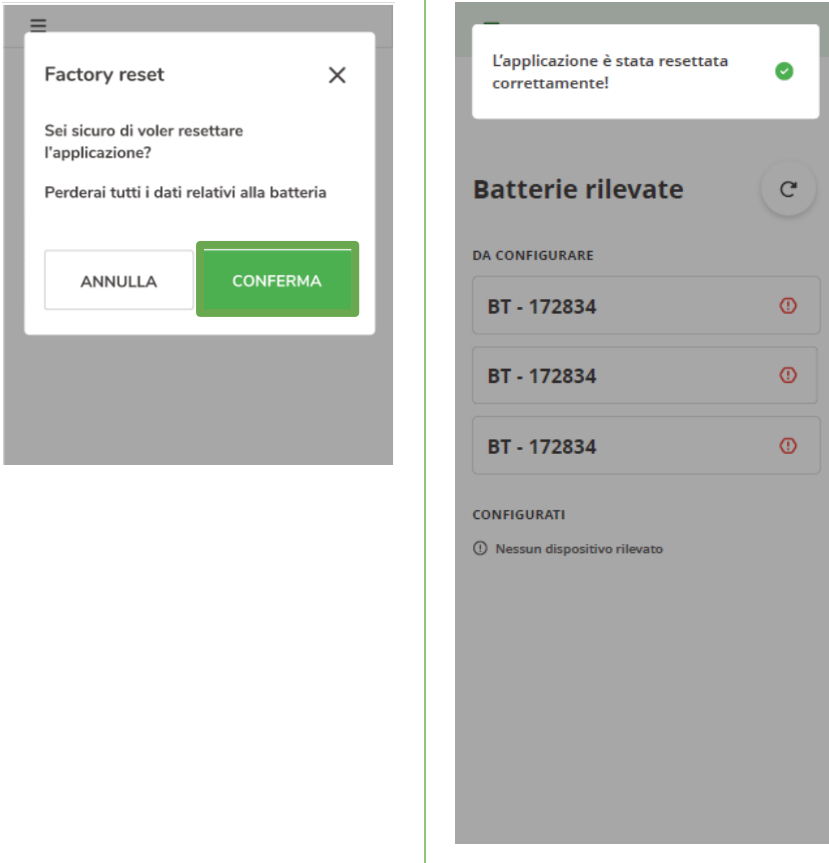 Factory reset
Sei sicuro di voler resettare
l'applicazione?
Perderai tutti i dati relativi alla batteria
ANNULLA
CONFERMA
L'applicazione è stata resettata
correttamente!
Batterie rilevate
DA CONFIGURARE
BT - 172834
BT - 172834
BT - 172834
CONFIGURATI
Nessun dispositivo rilevato